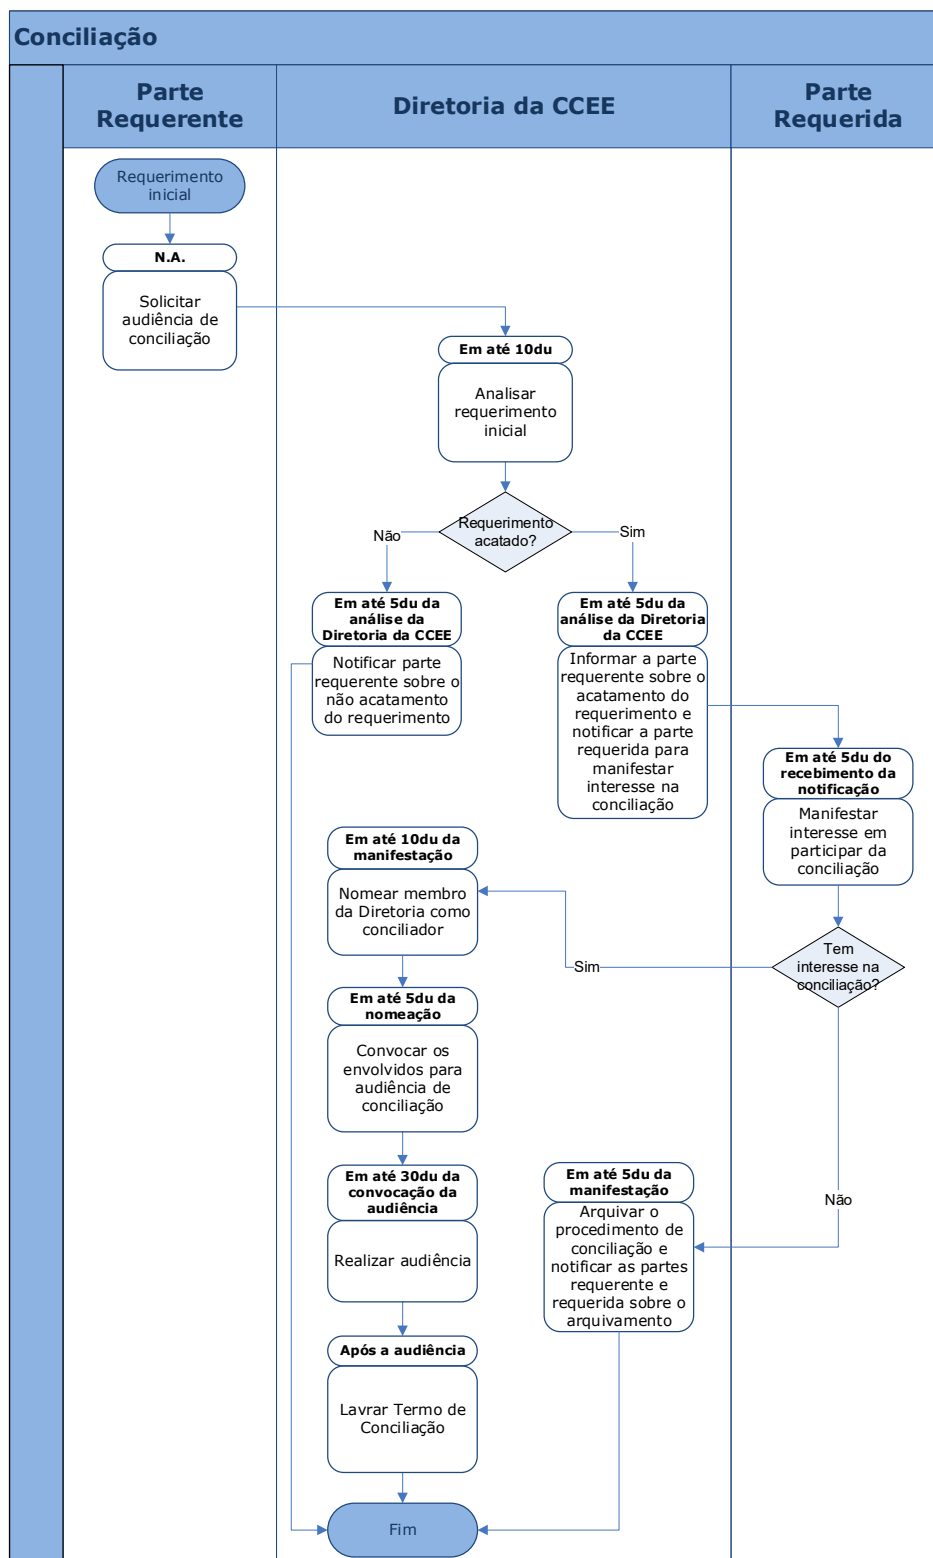 Conciliação
Parte
Requerente
Diretoria da CCEE
Parte
Requerida
Requerimento
inicial
N.A.
Solicitar
audiência de
conciliação
Em até 10du
Analisar
requerimento
inicial
Requerimento
acatado?
Não
Sim
Em até 5du da
análise da
Diretoria da CCEE
Notificar parte
requerente sobre o
não acatamento
do requerimento
Em até 5du da
análise da Diretoria
da CCEE
Informar a parte
requerente sobre o
acatamento do
requerimento e
notificar a parte
requerida para
manifestar
interesse na
conciliação
Em até 5du do
recebimento da
notificação
Manifestar
interesse em
participar da
conciliação
Tem
interesse na
conciliação?
Sim
Em até 10du da
manifestação
Nomear membro
da Diretoria como
conciliador
Em até 5du da
nomeação
Convocar os
envolvidos para
audiência de
conciliação
Em até 30du da
convocação da
audiência
Realizar audiência
Não
Em até 5du da
manifestação
Arquivar o
procedimento de
conciliação e
notificar as partes
requerente e
requerida sobre o
arquivamento
Após a audiência
Lavrar Termo de
Conciliação
Fim